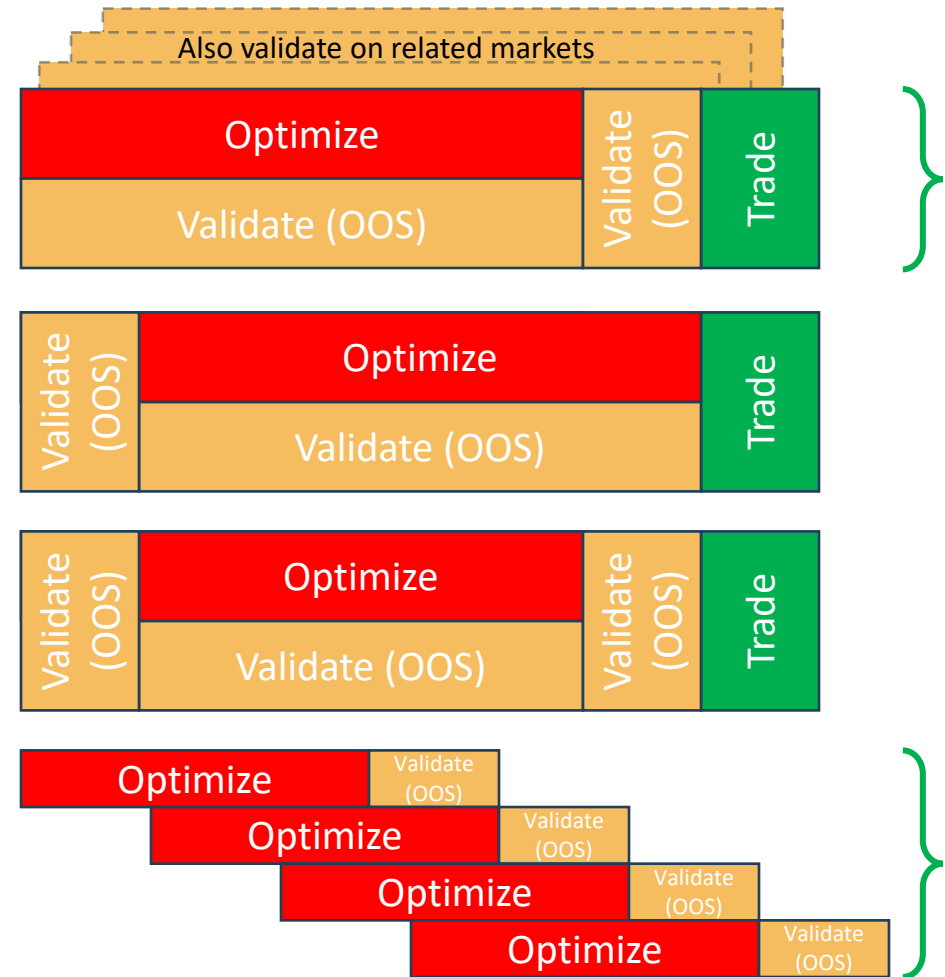 Also validate on related markets
Optimize
Validate (OOS)
Validate
(OOS)
Trade
Validate
(OOS)
Optimize
Validate (OOS)
Trade
Validate
(OOS)
Optimize
Validate (OOS)
Validate
(OOS)
Trade
Optimize
Validate
(OOS)
Optimize
Validate
(OOS)
Optimize
Validate
(OOS)
Optimize
Validate
(OOS)